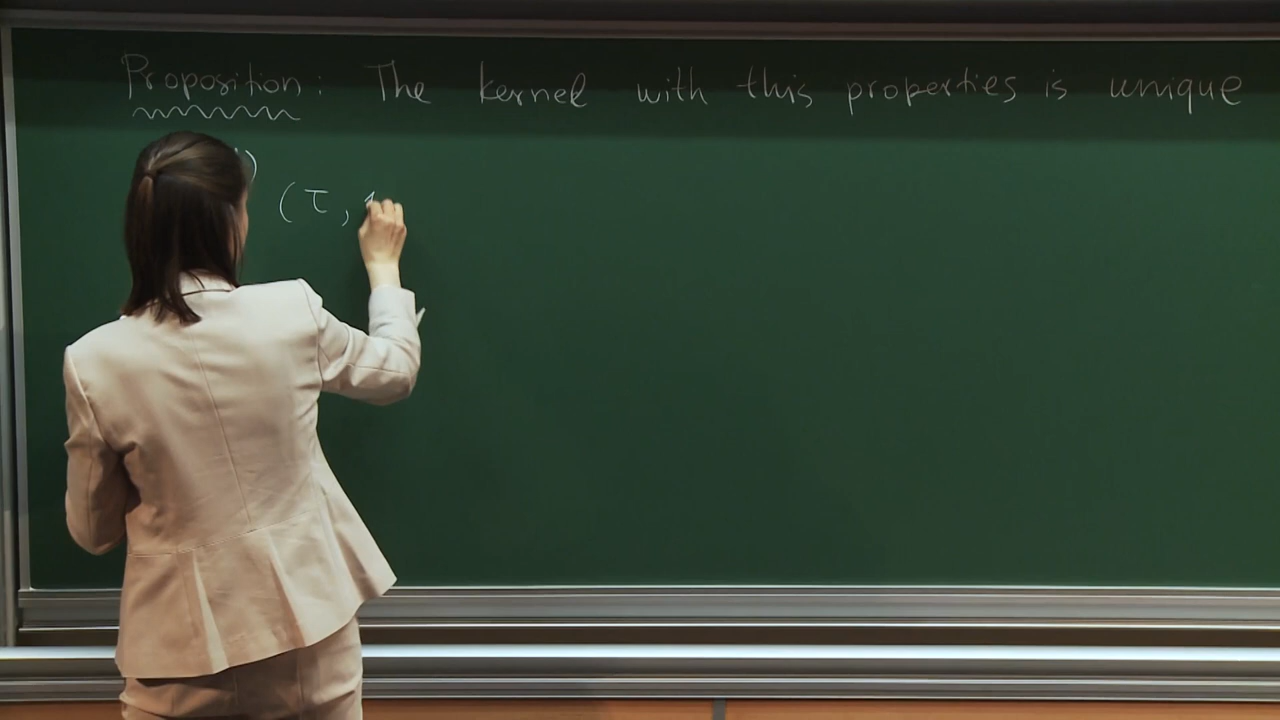 Proposition: The kernel with this properties is unique
(τ,